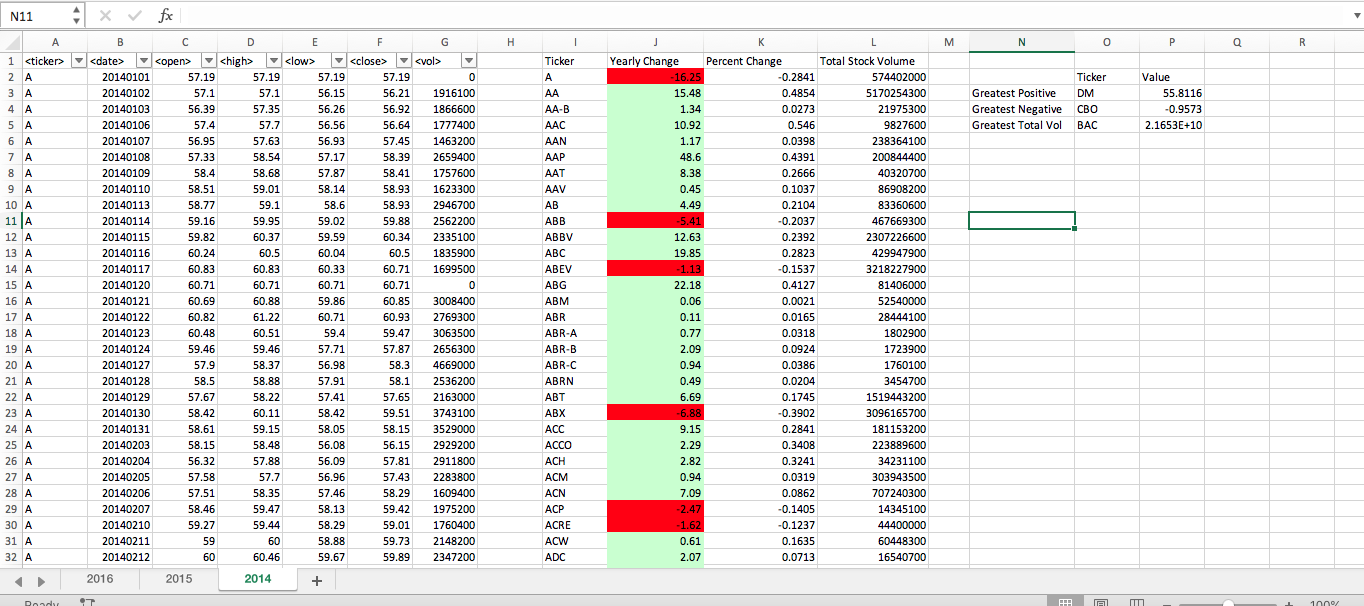 N11 fx
A B C D E F G H I J K L M N O P Q R
1 <ticker> <date> <open> <high> <low> <close> <vol> Ticker Yearly Change Percent Change Total Stock Volume
2 A 20140101 57.19 57.19 57.19 57.19 0 A -16.25 -0.2841 574402000 Ticker Value
3 A 20140102 57.1 57.1 56.15 56.21 1916100 AA 15.48 0.4854 5170254300 Greatest Positive DM 55.8116
4 A 20140103 56.39 57.35 56.26 56.92 1866600 AA-B 1.34 0.0273 21975300 Greatest Negative CBO -0.9573
5 A 20140106 57.4 57.7 56.56 56.64 1777400 AAC 10.92 0.546 9827600 Greatest Total Vol BAC 2.1653E+10
6 A 20140107 56.95 57.63 56.93 57.45 1463200 AAN 1.17 0.0398 238364100
7 A 20140108 57.33 58.54 57.17 58.39 2659400 AAP 48.6 0.4391 200844400
8 A 20140109 58.4 58.68 57.87 58.41 1757600 AAT 8.38 0.2666 40320700
9 A 20140110 58.51 59.01 58.14 58.93 1623300 AAV 0.45 0.1037 86908200
10 A 20140113 58.77 59.1 58.6 58.93 2946700 AB 4.49 0.2104 83360600
11 A 20140114 59.16 59.95 59.02 59.88 2562200 ABB -5.41 -0.2037 467669300
12 A 20140115 59.82 60.37 59.59 60.34 2335100 ABBV 12.63 0.2392 2307226600
13 A 20140116 60.24 60.5 60.04 60.5 1835900 ABC 19.85 0.2823 429947900
14 A 20140117 60.83 60.83 60.33 60.71 1699500 ABEV -1.13 -0.1537 3218227900
15 A 20140120 60.71 60.71 60.71 60.71 0 ABG 22.18 0.4127 81406000
16 A 20140121 60.69 60.88 59.86 60.85 3008400 ABM 0.06 0.0021 52540000
17 A 20140122 60.82 61.22 60.71 60.93 2769300 ABR 0.11 0.0165 28444100
18 A 20140123 60.48 60.51 59.4 59.47 3063500 ABR-A 0.77 0.0318 1802900
19 A 20140124 59.46 59.46 57.71 57.87 2656300 ABR-B 2.09 0.0924 1723900
20 A 20140127 57.9 58.37 56.98 58.3 4669000 ABR-C 0.94 0.0386 1760100
21 A 20140128 58.5 58.88 57.91 58.1 2536200 ABRN 0.49 0.0204 3454700
22 A 20140129 57.67 58.22 57.41 57.65 2163000 ABT 6.69 0.1745 1519443200
23 A 20140130 58.42 60.11 58.42 59.51 3743100 ABX -6.88 -0.3902 3096165700
24 A 20140131 58.61 59.15 58.05 58.15 3529000 ACC 9.15 0.2841 181153200
25 A 20140203 58.15 58.48 56.08 56.15 2929200 ACCO 2.29 0.3408 223889600
26 A 20140204 56.32 57.88 56.09 57.81 2911800 ACH 2.82 0.3241 34231100
27 A 20140205 57.58 57.7 56.96 57.43 2283800 ACM 0.94 0.0319 303943500
28 A 20140206 57.51 58.35 57.46 58.29 1609400 ACN 7.09 0.0862 707240300
29 A 20140207 58.46 59.47 58.13 59.42 1975200 ACP -2.47 -0.1405 14345100
30 A 20140210 59.27 59.44 58.29 59.01 1760400 ACRE -1.62 -0.1237 44400000
31 A 20140211 59 60 58.88 59.73 2148200 ACW 0.61 0.1635 60448300
32 A 20140212 60 60.46 59.67 59.89 2347200 ADC 2.07 0.0713 16540700
2016 2015 2014 +
Ready 100%